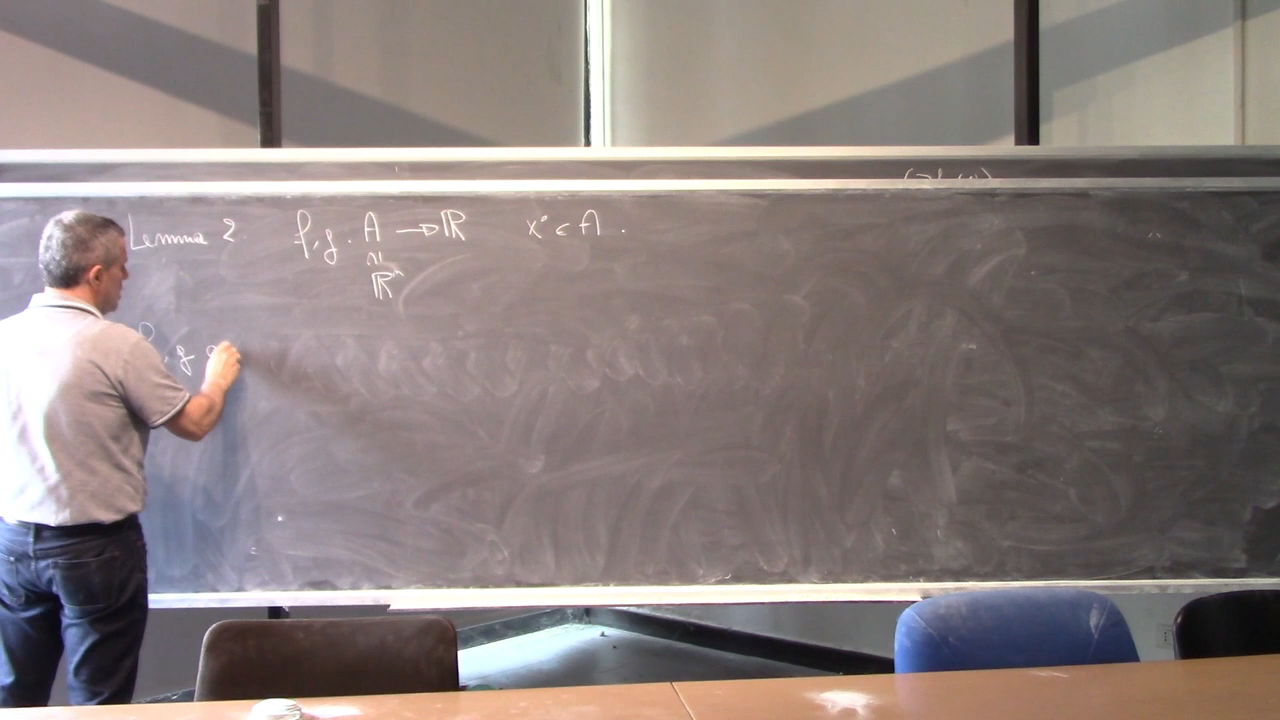 Lemma 2. f, g : A → ℝ x° ∈ A .
∩|
ℝⁿ
f, g